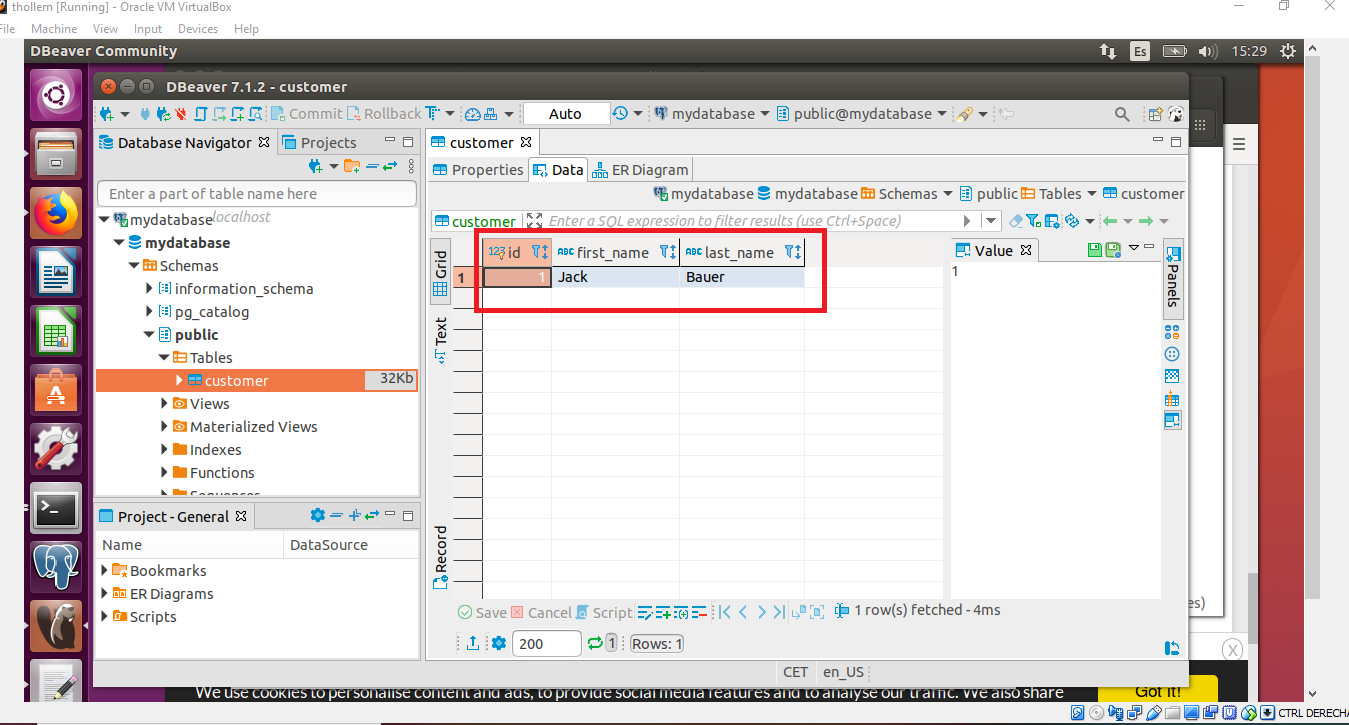 thollem [Running] - Oracle VM VirtualBox
File Machine View Input Devices Help
DBeaver Community
Es
15:29
DBeaver 7.1.2 - customer
Commit Rollback Auto mydatabase public@mydatabase
Database Navigator Projects
Enter a part of table name here
mydatabase localhost
mydatabase
Schemas
information_schema
pg_catalog
public
Tables
customer 32Kb
Views
Materialized Views
Indexes
Functions
Sequences
Project - General
Name DataSource
Bookmarks
ER Diagrams
Scripts
customer
Properties Data ER Diagram
mydatabase mydatabase Schemas public Tables customer
customer Enter a SQL expression to filter results (use Ctrl+Space)
Grid
Text
Record
123 id ABC first_name ABC last_name
1 1 Jack Bauer
Value
1
Panels
Save Cancel Script 1 row(s) fetched - 4ms
200 1 Rows: 1
CET en_US
es)
We use cookies to personalise content and ads, to provide social media features and to analyse our traffic. We also share
Got it!
CTRL DERECHA